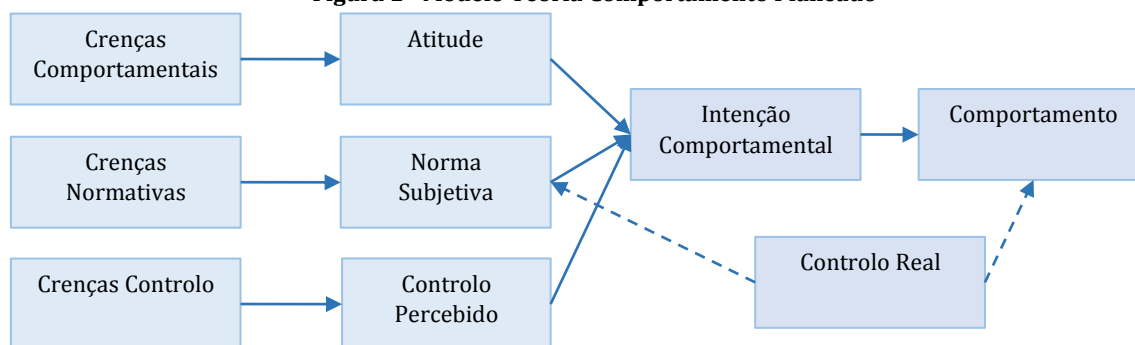 Crenças
Comportamentais
Atitude
Intenção
Comportamental
Comportamento
Crenças
Normativas
Norma
Subjetiva
Controlo Real
Crenças Controlo
Controlo
Percebido